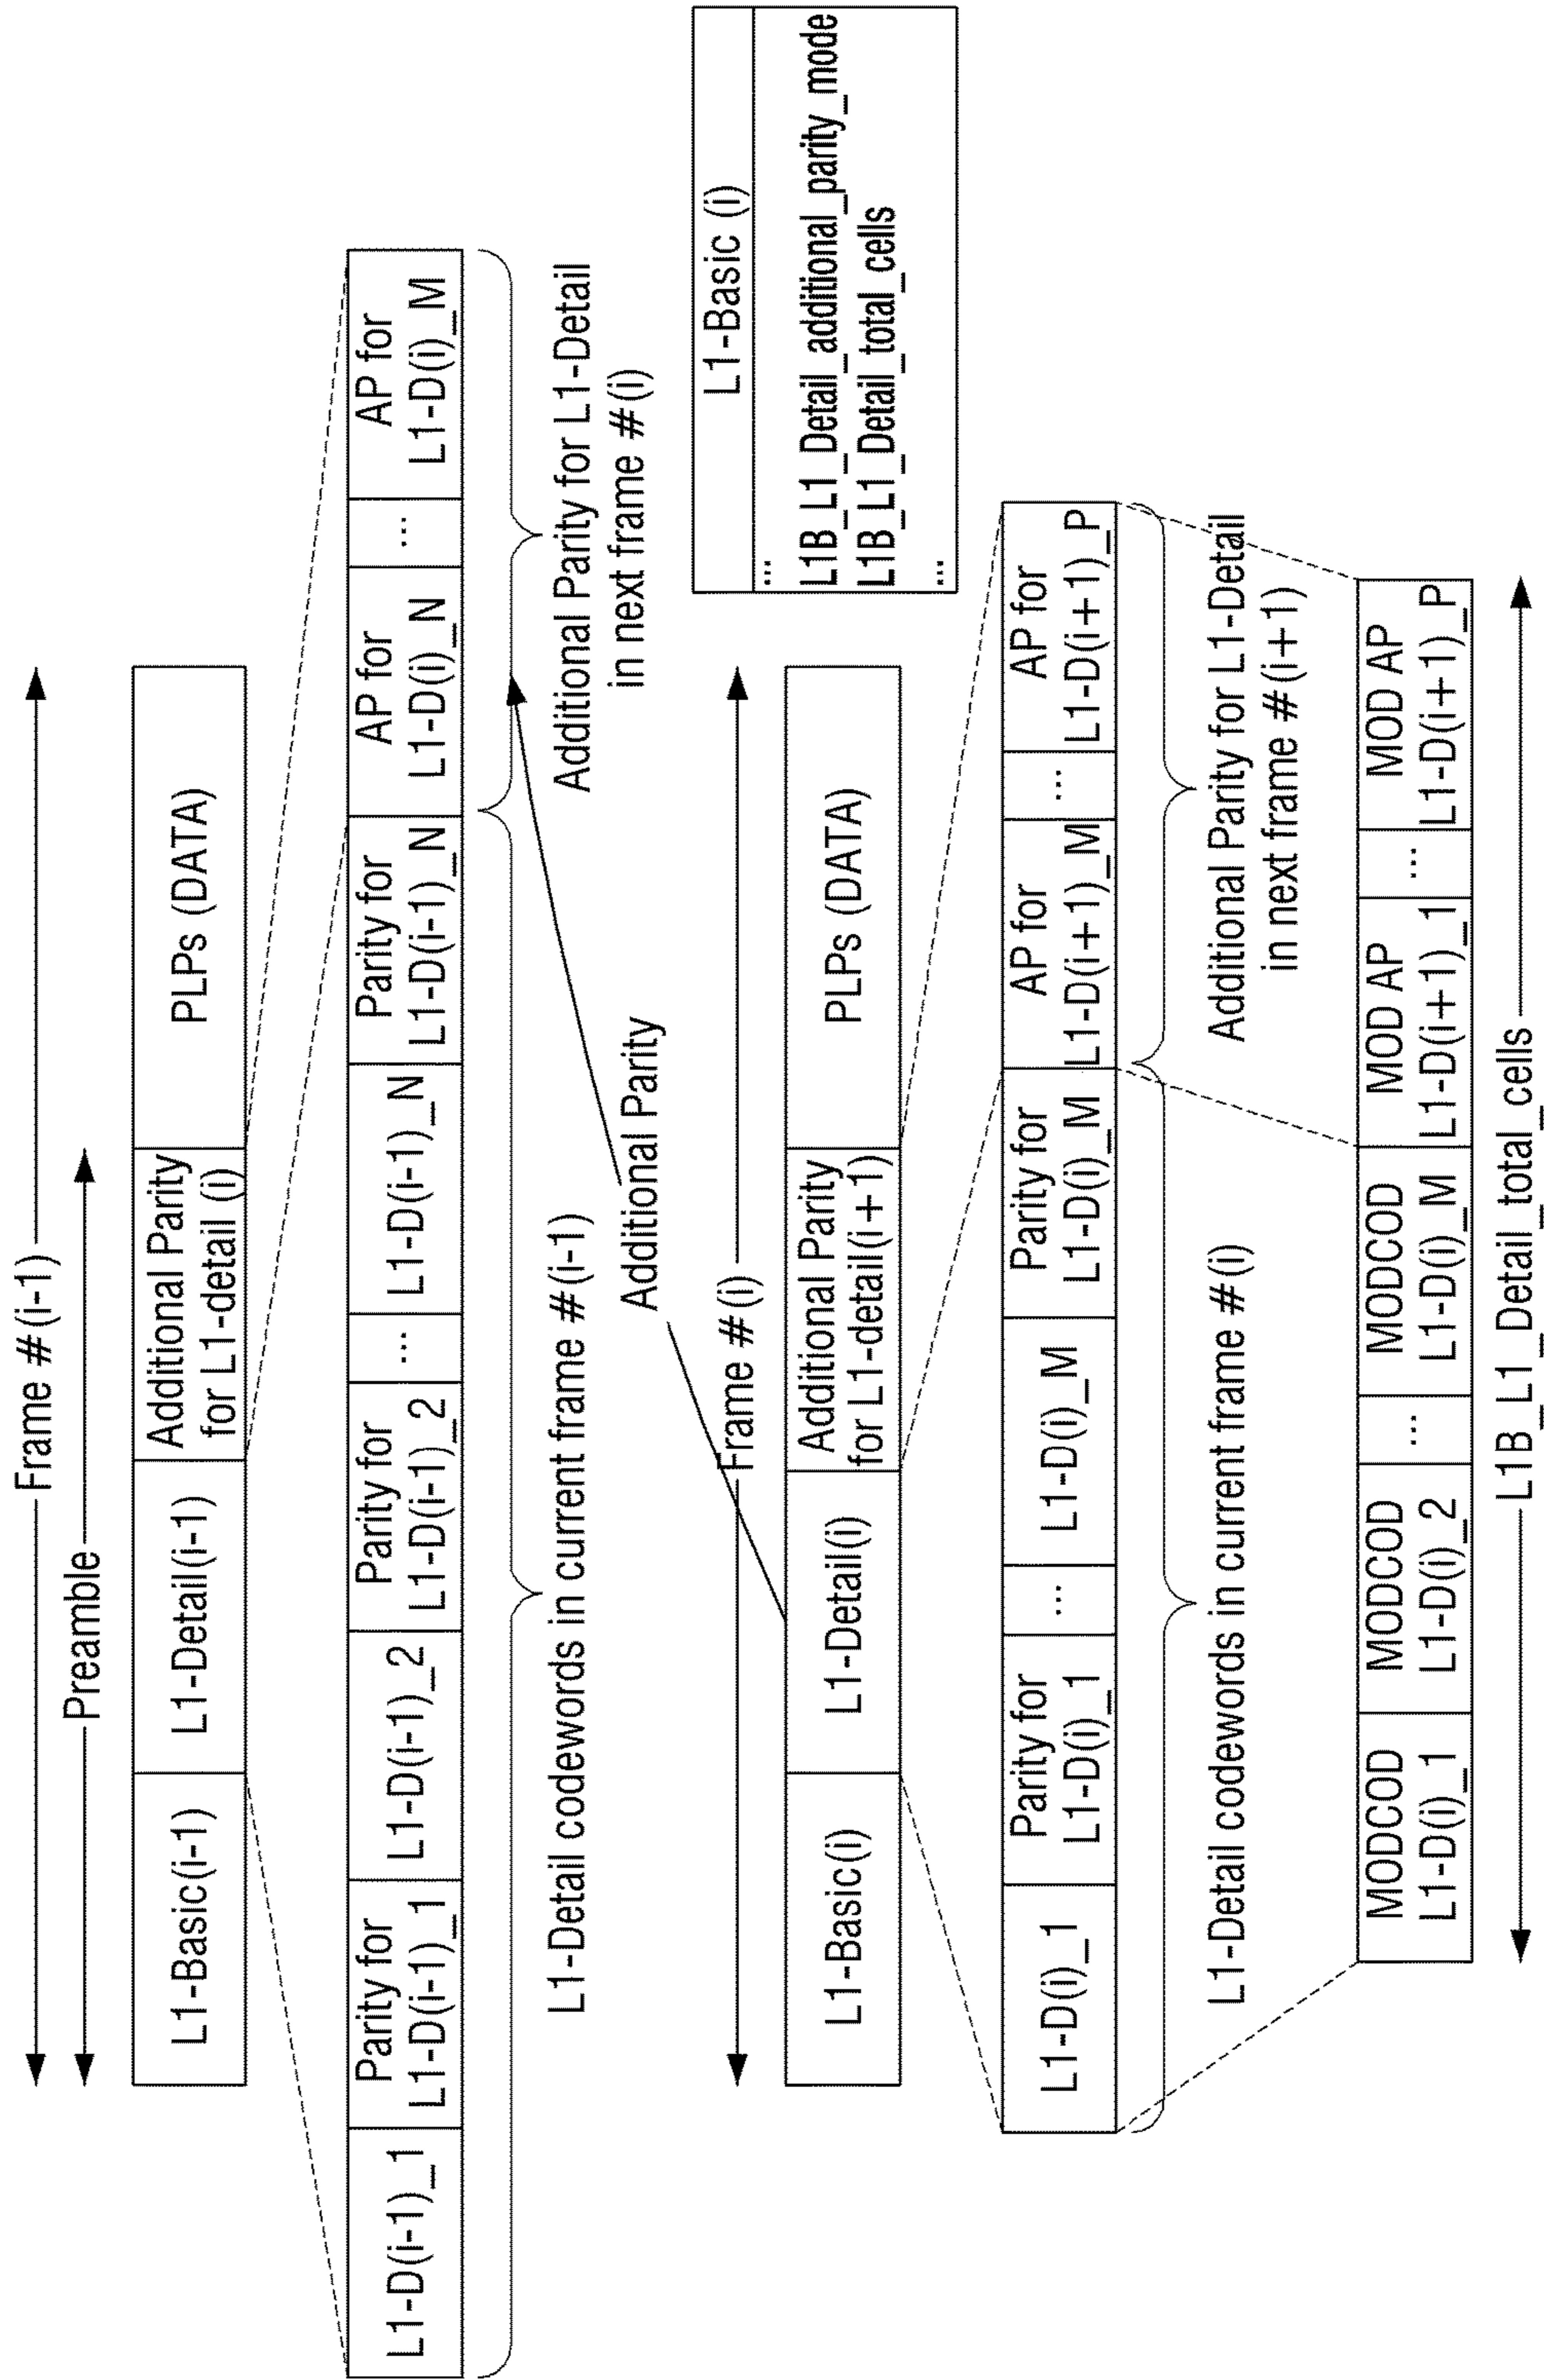 Frame #(i-1)
Preamble
L1-Basic(i-1)
L1-Detail(i-1)
Additional Parity
for L1-detail (i)
PLPs (DATA)
L1-D(i-1)_1
Parity for
L1-D(i-1)_1
L1-D(i-1)_2
Parity for
L1-D(i-1)_2
...
L1-D(i-1)_N
Parity for
L1-D(i-1)_N
AP for
L1-D(i)_N
...
AP for
L1-D(i)_M
L1-Detail codewords in current frame #(i-1)
Additional Parity for L1-Detail
in next frame #(i)
Additional Parity
L1-Basic (i)
...
L1B_L1_Detail_additional_parity_mode
L1B_L1_Detail_total_cells
...
Frame #(i)
L1-Basic(i)
L1-Detail(i)
Additional Parity
for L1-detail(i+1)
PLPs (DATA)
L1-D(i)_1
Parity for
L1-D(i)_1
...
L1-D(i)_M
Parity for
L1-D(i)_M
AP for
L1-D(i+1)_M
...
AP for
L1-D(i+1)_P
L1-Detail codewords in current frame #(i)
Additional Parity for L1-Detail
in next frame #(i+1)
MODCOD
L1-D(i)_1
MODCOD
L1-D(i)_2
...
MODCOD
L1-D(i)_M
MOD AP
L1-D(i+1)_1
...
MOD AP
L1-D(i+1)_P
L1B_L1_Detail_total_cells